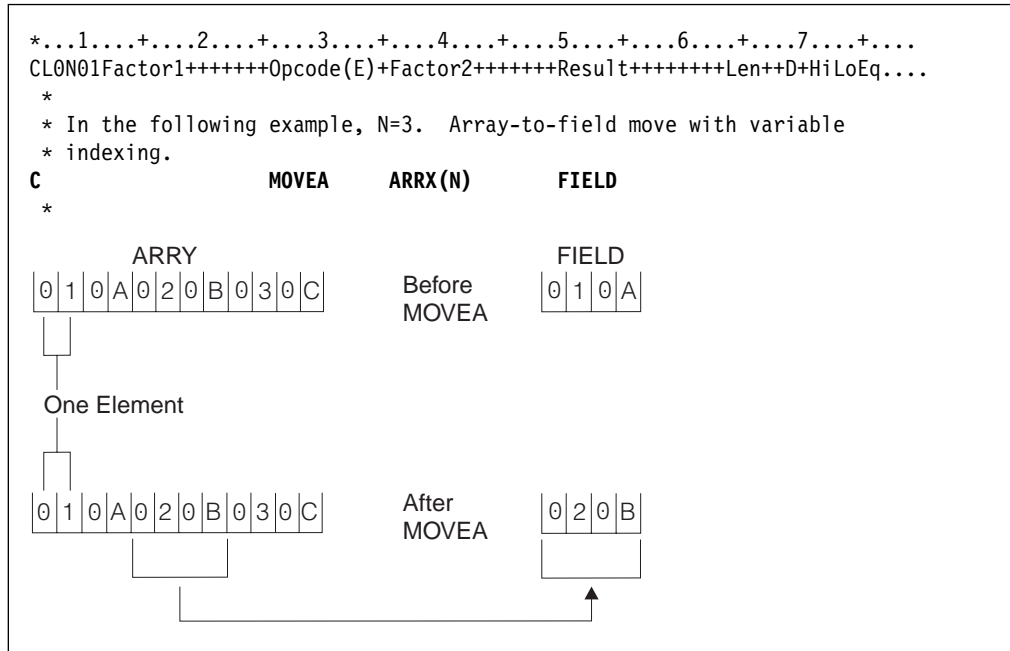 *...1....+....2....+....3....+....4....+....5....+....6....+....7....+....
CL0N01Factor1+++++++Opcode(E)+Factor2+++++++Result++++++++Len++D+HiLoEq....
*
* In the following example, N=3. Array-to-field move with variable
* indexing.
C MOVEA ARRX(N) FIELD
*
ARRY FIELD
0 1 0 A 0 2 0 B 0 3 0 C Before MOVEA 0 1 0 A
One Element
0 1 0 A 0 2 0 B 0 3 0 C After MOVEA 0 2 0 B